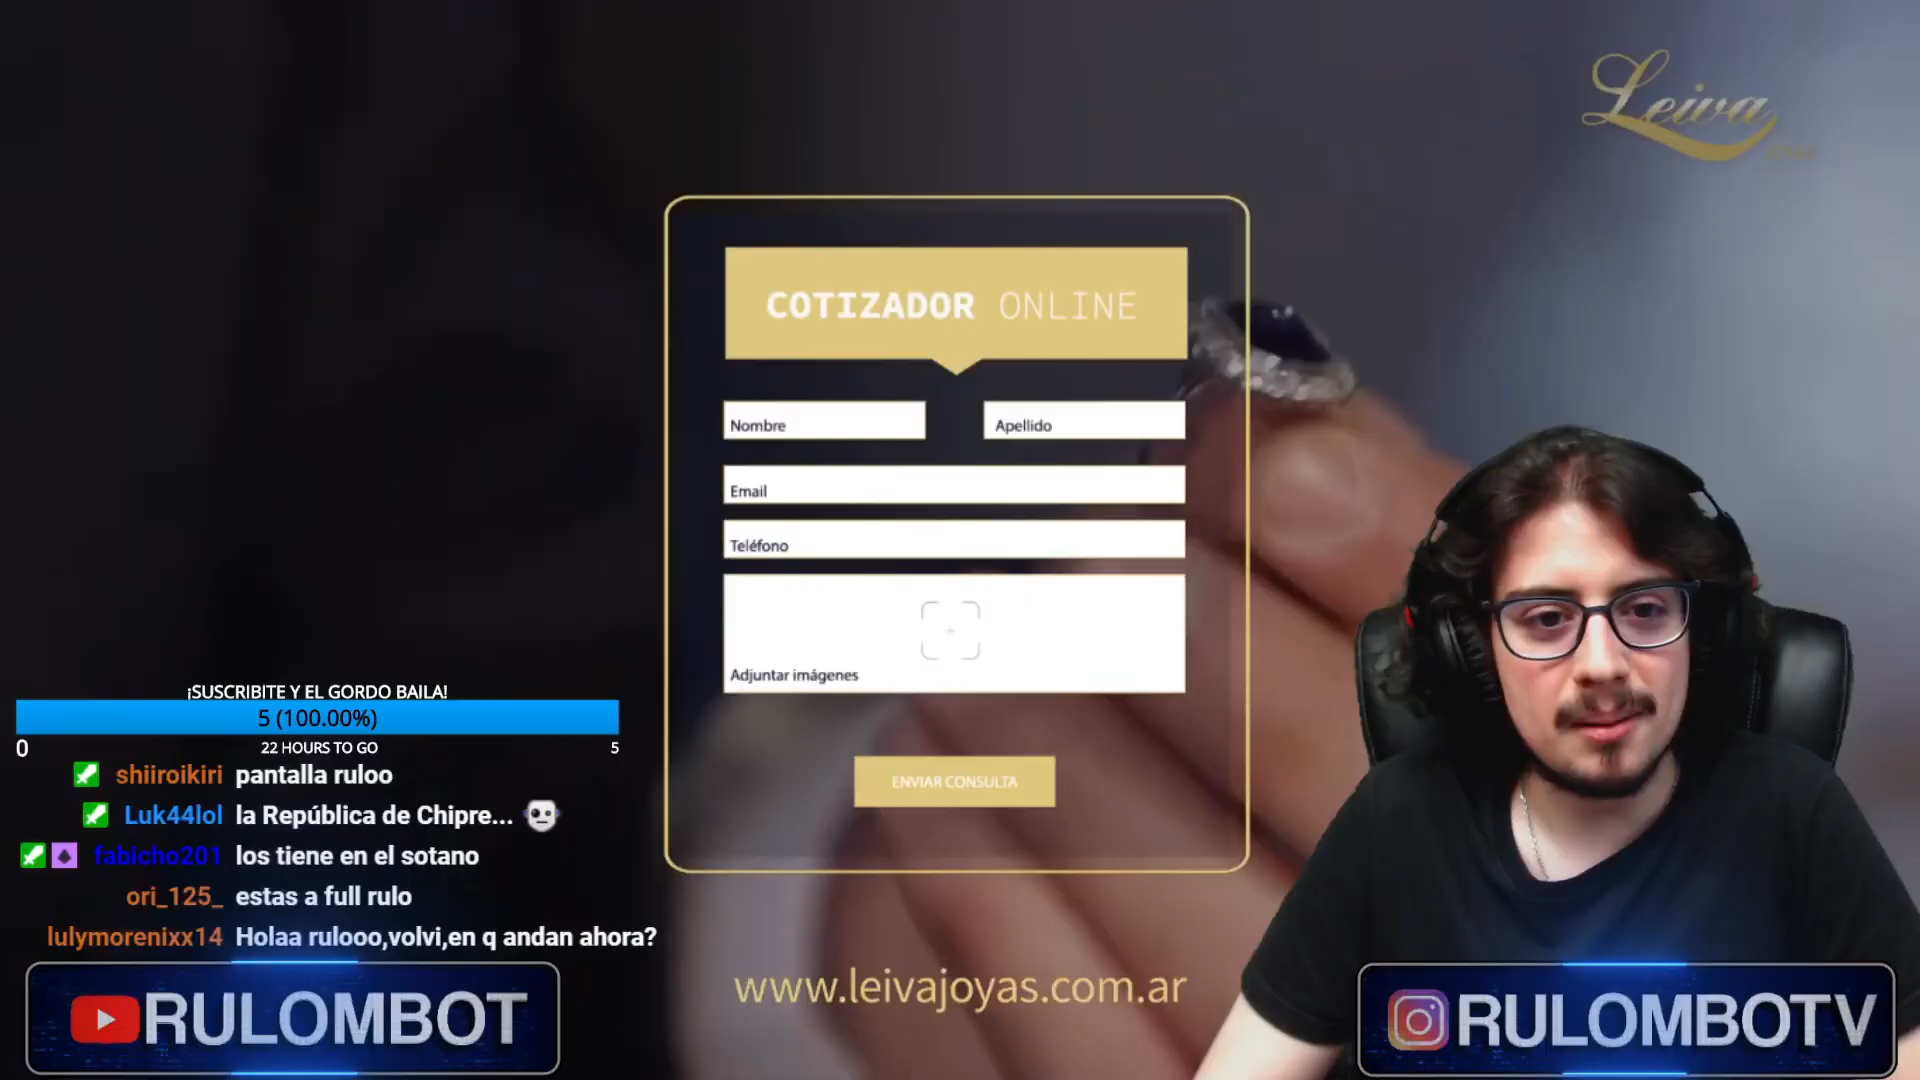 Leiva
COTIZADOR ONLINE
Nombre
Apellido
Email
Teléfono
Adjuntar imágenes
ENVIAR CONSULTA
www.leivajoyas.com.ar
¡SUSCRIBITE Y EL GORDO BAILA!
5 (100.00%)
0
22 HOURS TO GO
5
shiiroikiri pantalla ruloo
Luk44lol la República de Chipre...
fabicho201 los tiene en el sotano
ori_125_ estas a full rulo
lulymorenixx14 Holaa rulooo,volvi,en q andan ahora?
RULOMBOT
RULOMBOTV